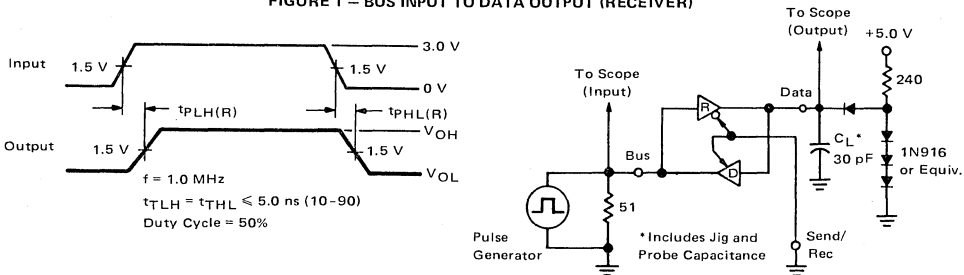 FIGURE 1 — BUS INPUT TO DATA OUTPUT (RECEIVER)
Input
1.5 V
3.0 V
1.5 V
0 V
tPLH(R)
tPHL(R)
Output
1.5 V
VOH
1.5 V
VOL
f = 1.0 MHz
tTLH = tTHL ≤ 5.0 ns (10-90)
Duty Cycle = 50%
To Scope
(Input)
To Scope
(Output)
+5.0 V
240
Data
R
D
CL*
30 pF
1N916
or Equiv.
Bus
51
Pulse
Generator
*Includes Jig and
Probe Capacitance
Send/
Rec